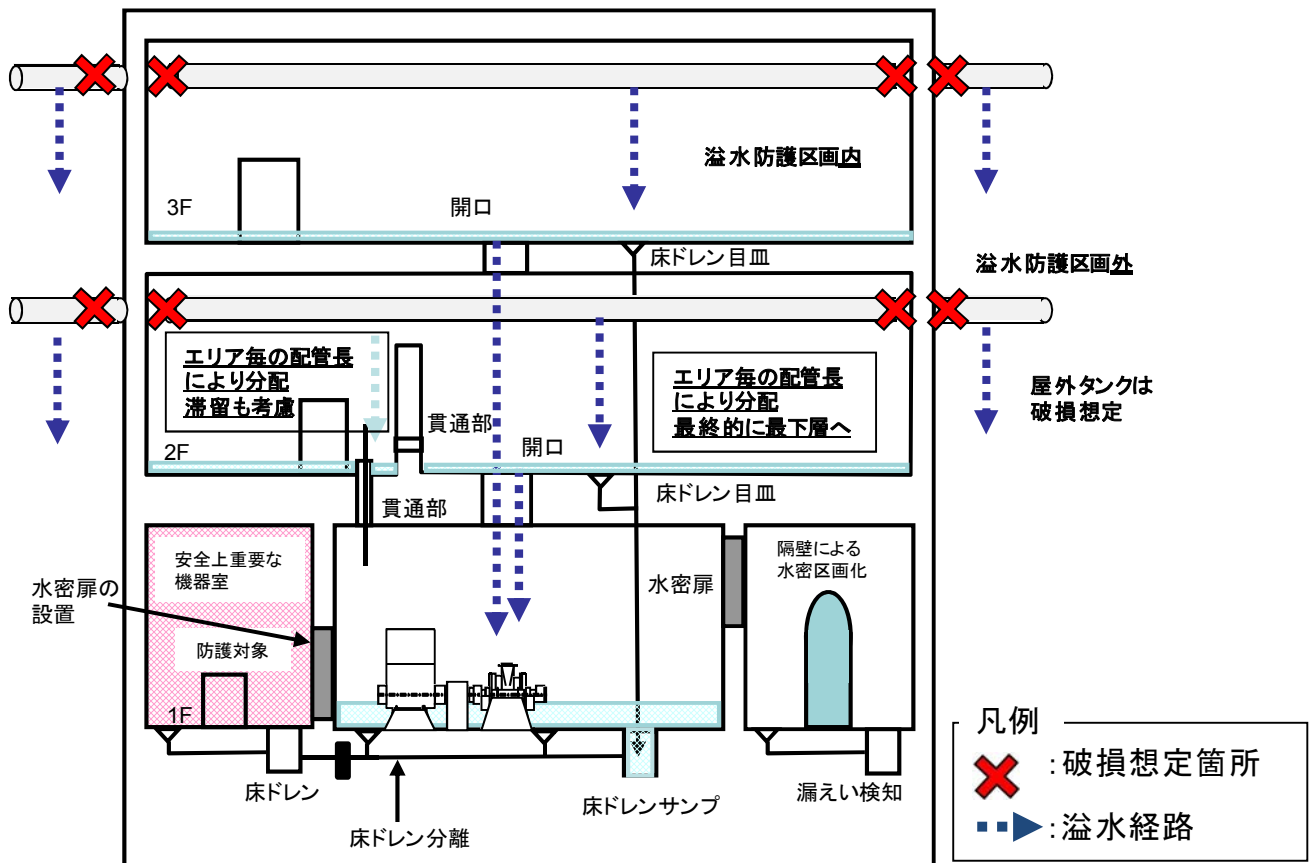 溢水防護区画内
3F
開口
床ドレン目皿
溢水防護区画外
エリア毎の配管長
により分配
滞留も考慮
エリア毎の配管長
により分配
最終的に最下層へ
屋外タンクは
破損想定
貫通部
2F
開口
貫通部
床ドレン目皿
安全上重要な
機器室
隔壁による
水密区画化
水密扉の
設置
水密扉
防護対象
1F
床ドレン
床ドレンサンプ
漏えい検知
床ドレン分離
凡例
:破損想定箇所
:溢水経路